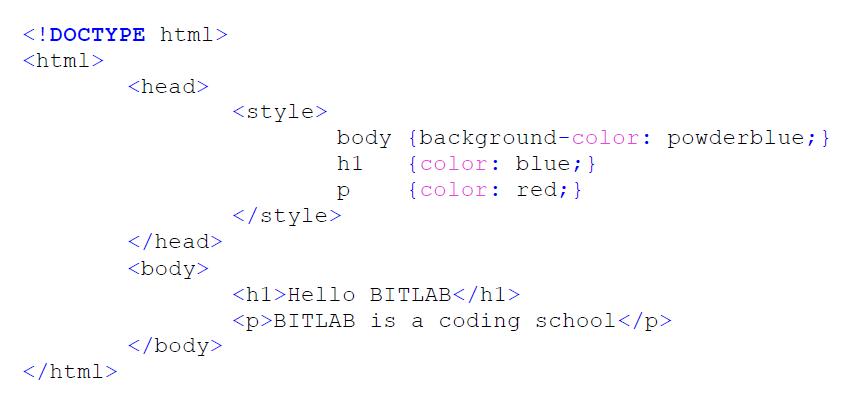 <!DOCTYPE html>
<html>
<head>
<style>
body {background-color: powderblue;}
h1 {color: blue;}
p {color: red;}
</style>
</head>
<body>
<h1>Hello BITLAB</h1>
<p>BITLAB is a coding school</p>
</body>
</html>